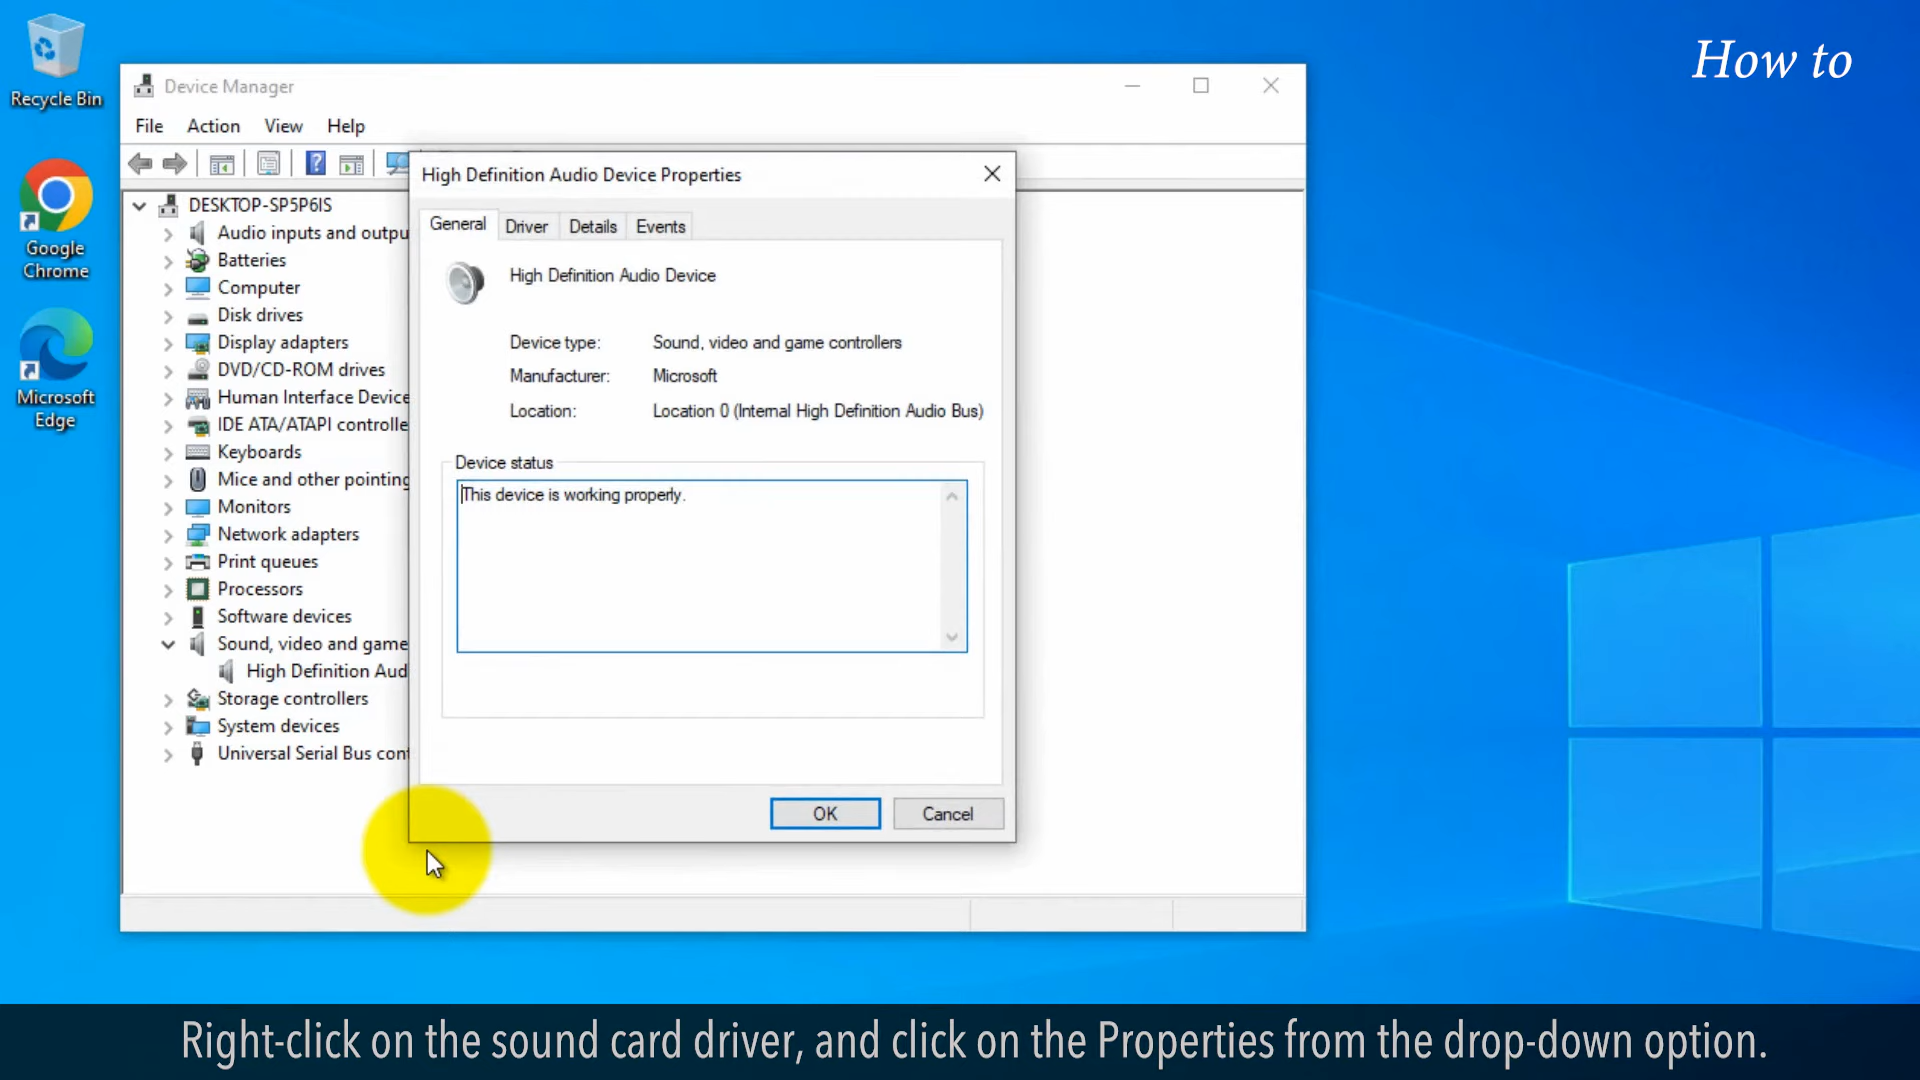 How to
Recycle Bin
Google
Chrome
Microsoft
Edge
Device Manager
File Action View Help
DESKTOP-SP5P6IS
Audio inputs and outpu
Batteries
Computer
Disk drives
Display adapters
DVD/CD-ROM drives
Human Interface Device
IDE ATA/ATAPI controlle
Keyboards
Mice and other pointing
Monitors
Network adapters
Print queues
Processors
Software devices
Sound, video and game
High Definition Aud
Storage controllers
System devices
Universal Serial Bus cont
High Definition Audio Device Properties
General Driver Details Events
High Definition Audio Device
Device type: Sound, video and game controllers
Manufacturer: Microsoft
Location: Location 0 (Internal High Definition Audio Bus)
Device status
This device is working properly.
OK Cancel
Right-click on the sound card driver, and click on the Properties from the drop-down option.